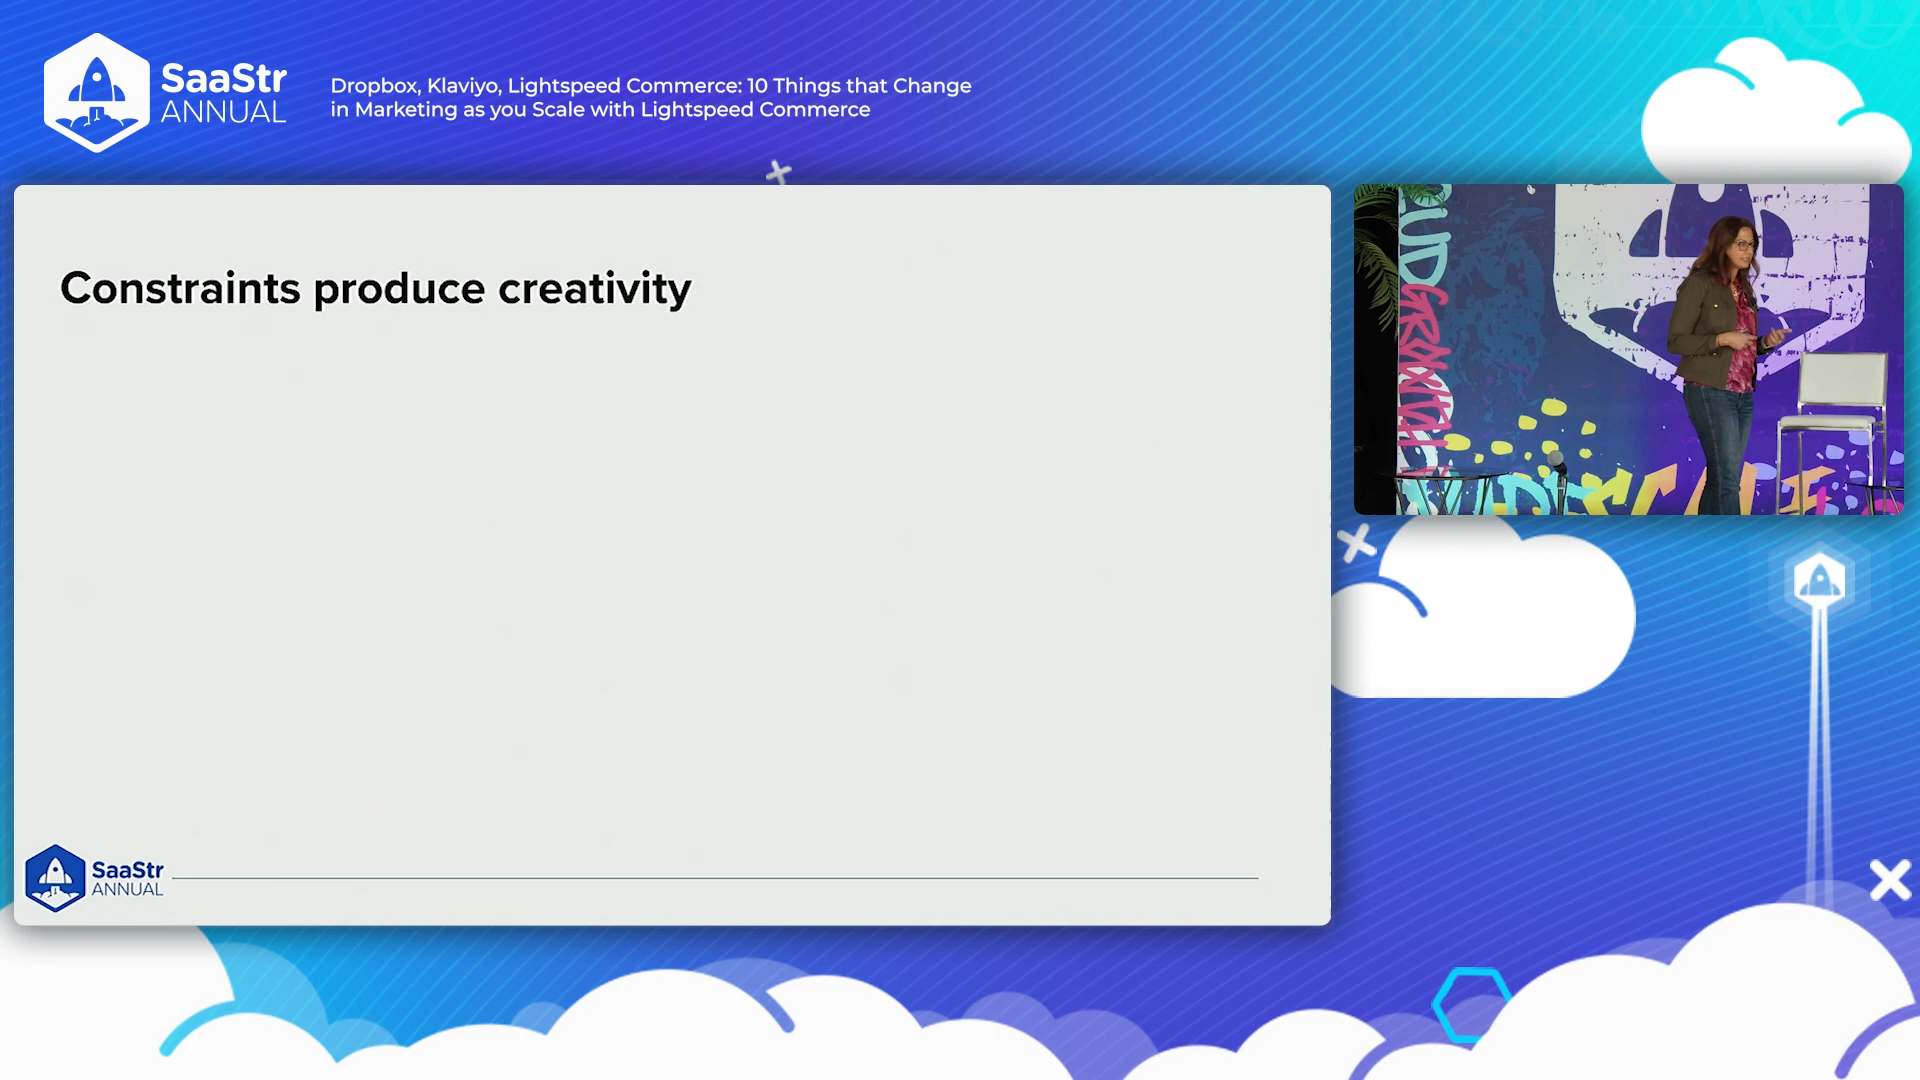 SaaStr
ANNUAL
Dropbox, Klaviyo, Lightspeed Commerce: 10 Things that Change
in Marketing as you Scale with Lightspeed Commerce
Constraints produce creativity
SaaStr
ANNUAL